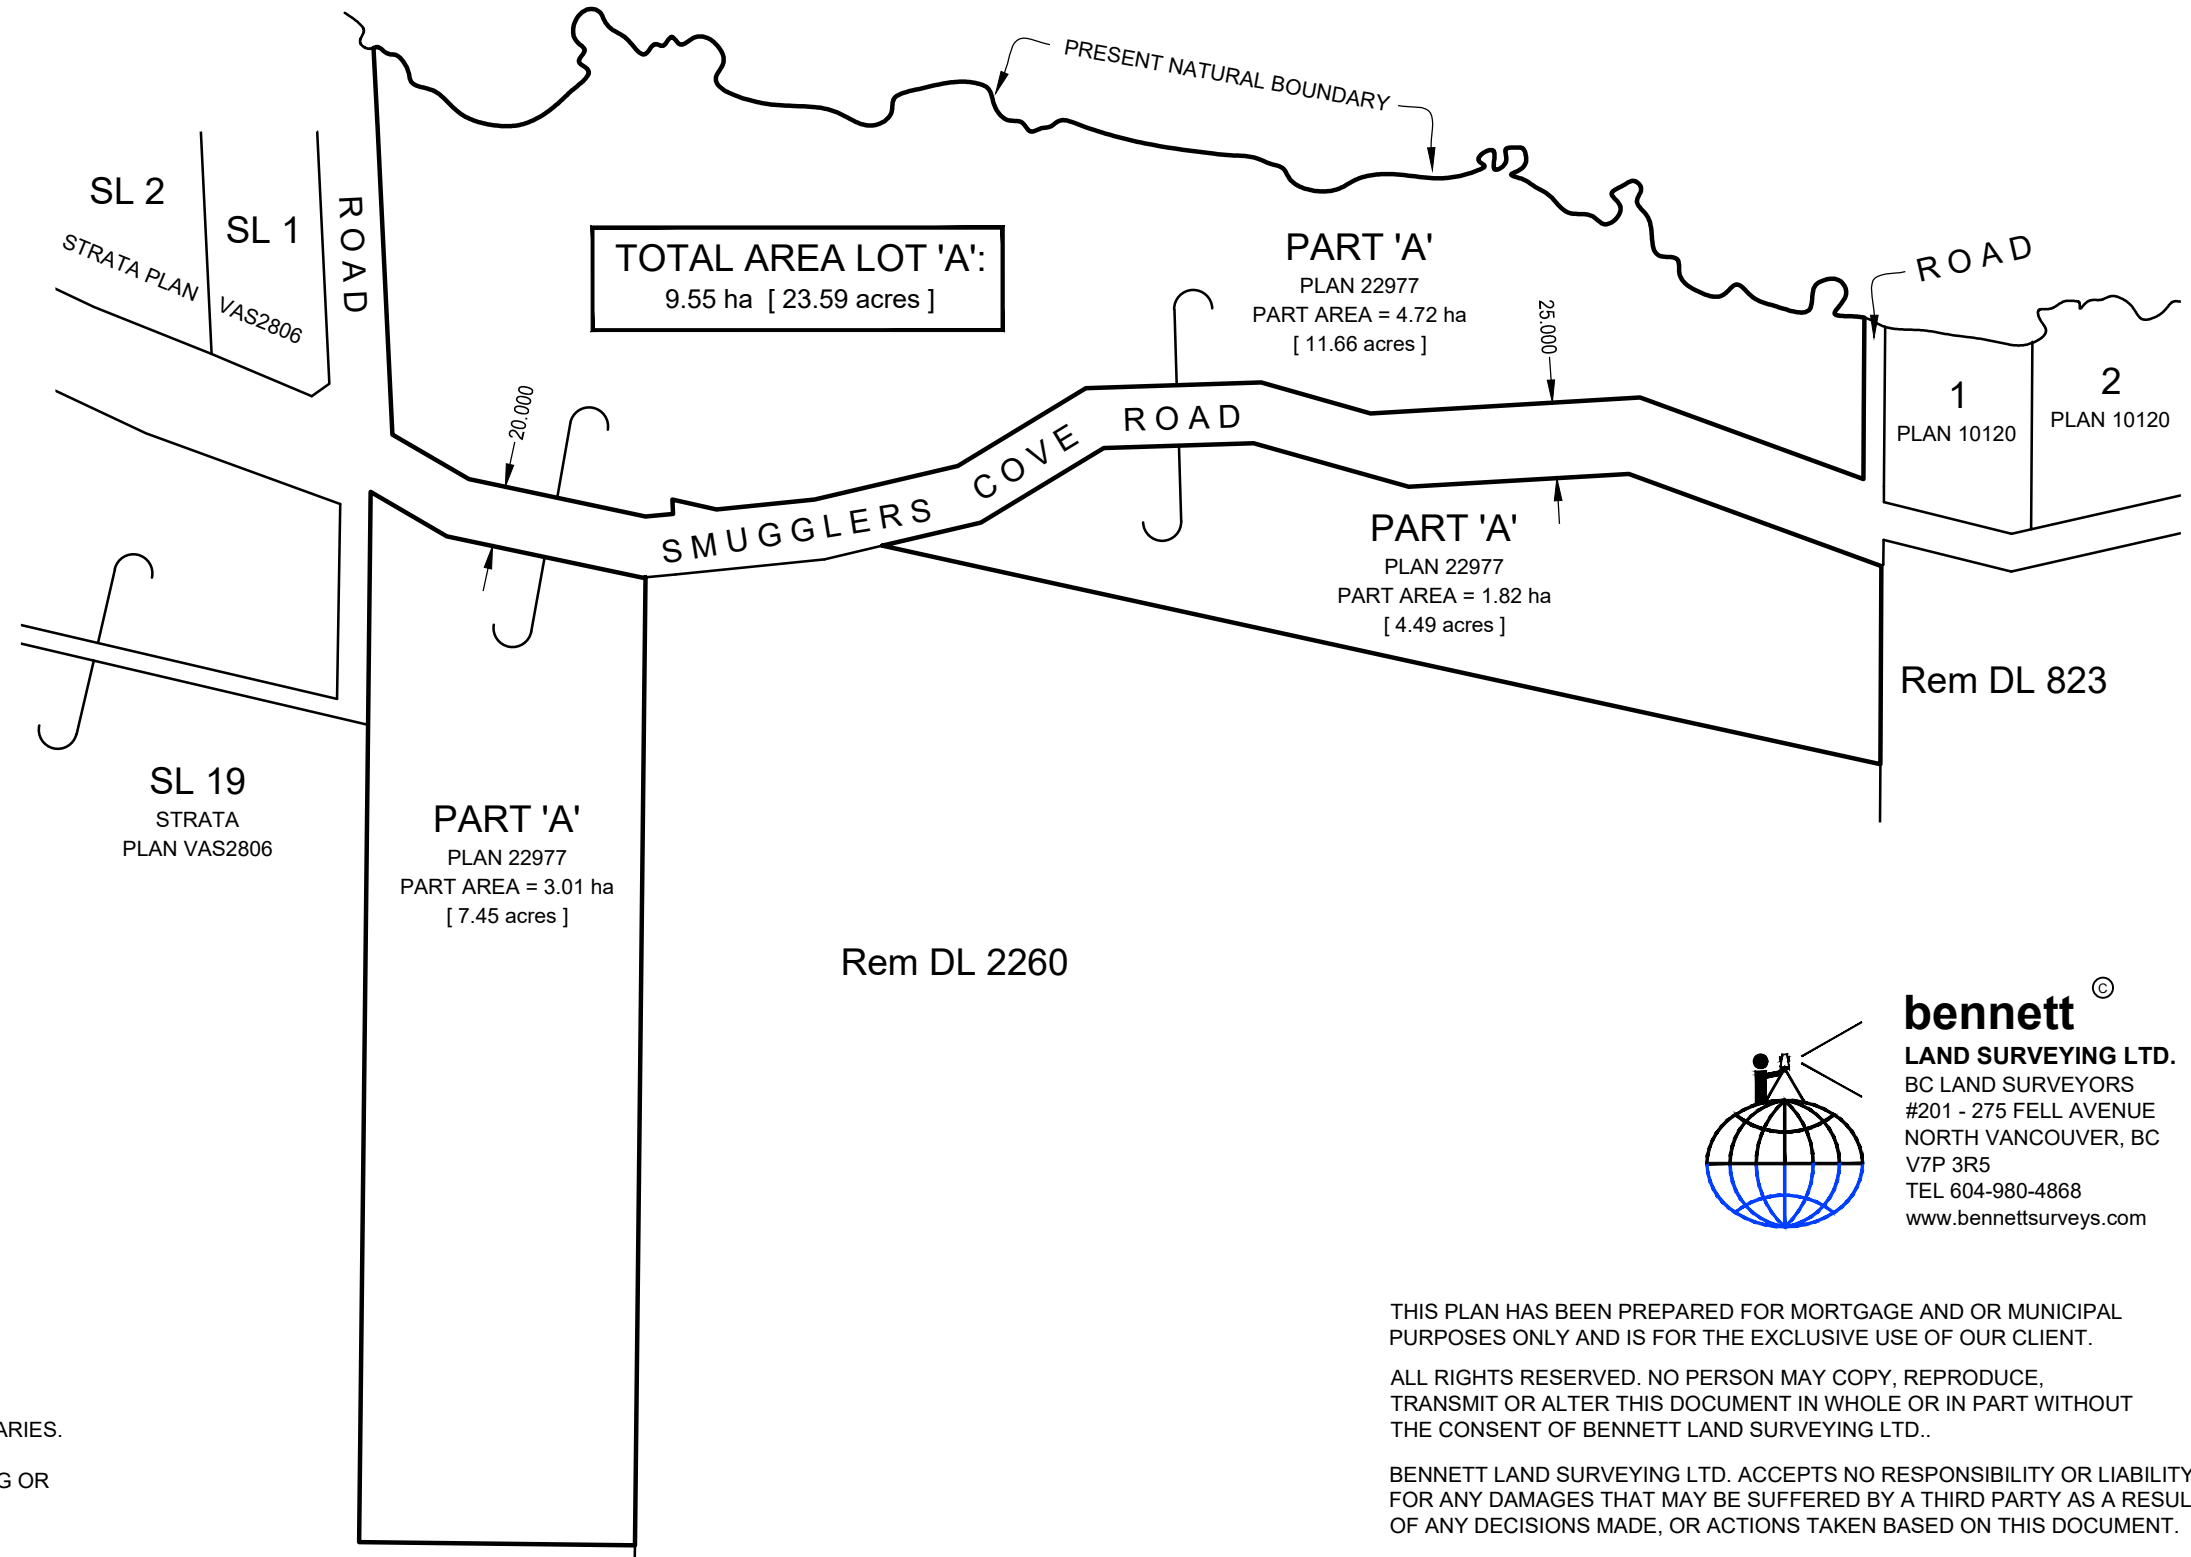 PRESENT NATURAL BOUNDARY
SL 2
SL 1
STRATA PLAN VAS2806
ROAD
TOTAL AREA LOT 'A':
9.55 ha [ 23.59 acres ]
PART 'A'
PLAN 22977
PART AREA = 4.72 ha
[ 11.66 acres ]
25.000
ROAD
1
PLAN 10120
2
PLAN 10120
20.000
SMUGGLERS COVE ROAD
PART 'A'
PLAN 22977
PART AREA = 1.82 ha
[ 4.49 acres ]
Rem DL 823
SL 19
STRATA
PLAN VAS2806
PART 'A'
PLAN 22977
PART AREA = 3.01 ha
[ 7.45 acres ]
Rem DL 2260
bennett ©
LAND SURVEYING LTD.
BC LAND SURVEYORS
#201 - 275 FELL AVENUE
NORTH VANCOUVER, BC
V7P 3R5
TEL 604-980-4868
www.bennettsurveys.com
THIS PLAN HAS BEEN PREPARED FOR MORTGAGE AND OR MUNICIPAL
PURPOSES ONLY AND IS FOR THE EXCLUSIVE USE OF OUR CLIENT.
ALL RIGHTS RESERVED. NO PERSON MAY COPY, REPRODUCE,
TRANSMIT OR ALTER THIS DOCUMENT IN WHOLE OR IN PART WITHOUT
THE CONSENT OF BENNETT LAND SURVEYING LTD..
BENNETT LAND SURVEYING LTD. ACCEPTS NO RESPONSIBILITY OR LIABILITY
FOR ANY DAMAGES THAT MAY BE SUFFERED BY A THIRD PARTY AS A RESUL
OF ANY DECISIONS MADE, OR ACTIONS TAKEN BASED ON THIS DOCUMENT.
ARIES.
G OR